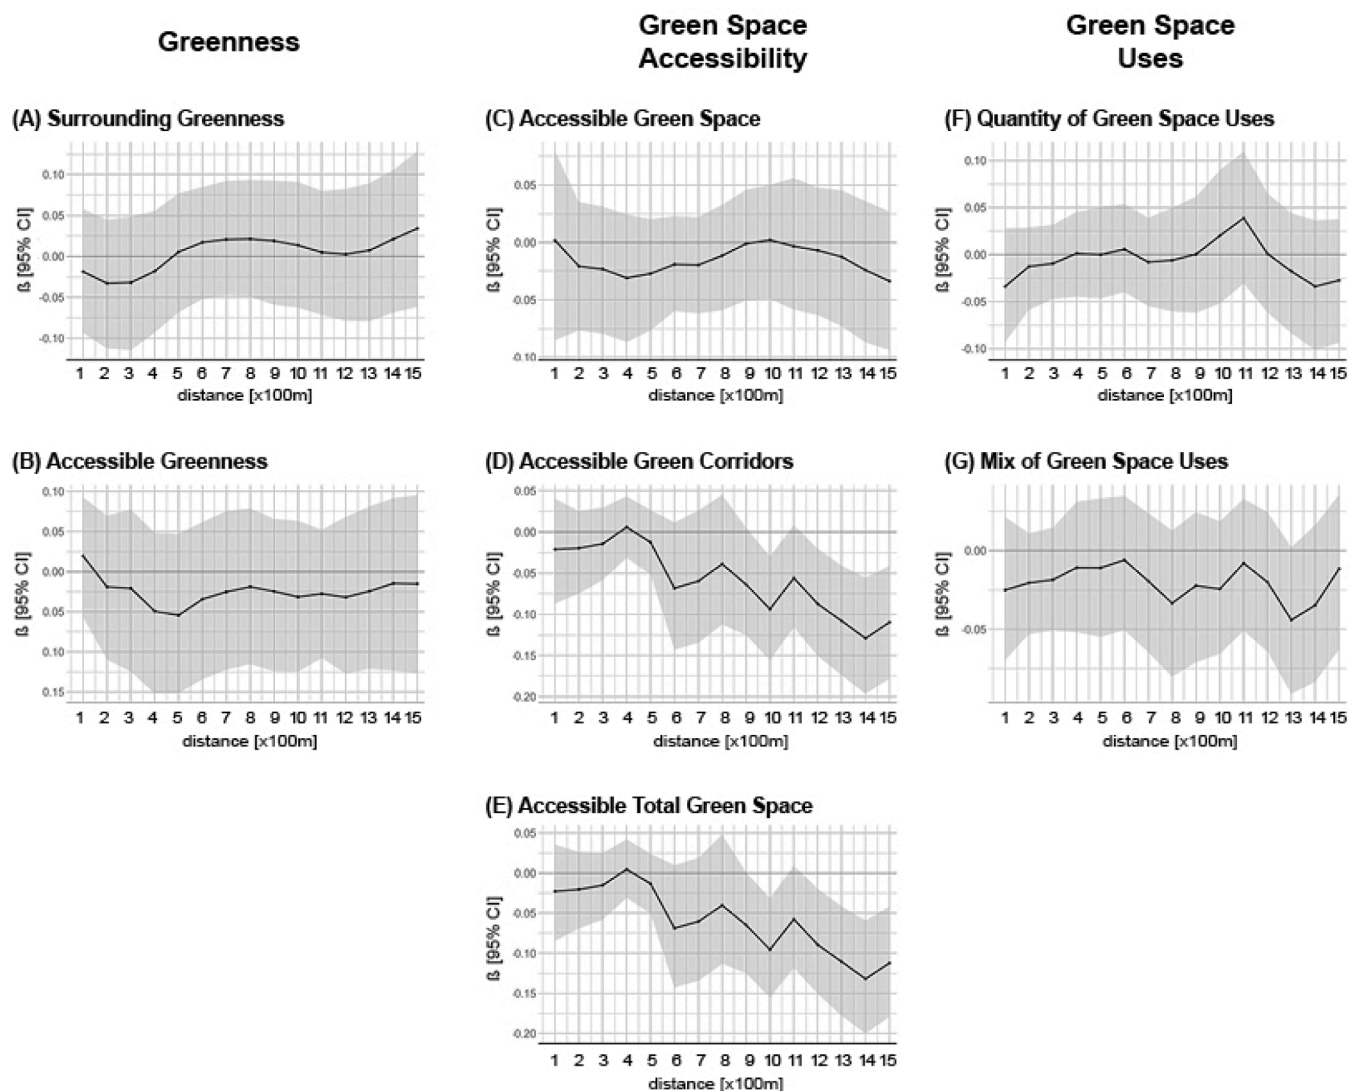 Greenness
Green Space
Accessibility
Green Space
Uses
(A) Surrounding Greenness
0.10
0.05
0.00
-0.05
-0.10
ß [95% CI]
1 2 3 4 5 6 7 8 9 10 11 12 13 14 15
distance [x100m]
(C) Accessible Green Space
0.05
0.00
-0.05
0.10
ß [95% CI]
1 2 3 4 5 6 7 8 9 10 11 12 13 14 15
distance [x100m]
(F) Quantity of Green Space Uses
0.10
0.05
0.00
-0.05
-0.10
ß [95% CI]
1 2 3 4 5 6 7 8 9 10 11 12 13 14 15
distance [x100m]
(B) Accessible Greenness
0.10
0.05
0.00
0.05
0.10
0.15
ß [95% CI]
1 2 3 4 5 6 7 8 9 10 11 12 13 14 15
distance [x100m]
(D) Accessible Green Corridors
0.05
0.00
-0.05
-0.10
-0.15
-0.20
ß [95% CI]
1 2 3 4 5 6 7 8 9 10 11 12 13 14 15
distance [x100m]
(G) Mix of Green Space Uses
0.00
-0.05
ß [95% CI]
1 2 3 4 5 6 7 8 9 10 11 12 13 14 15
distance [x100m]
(E) Accessible Total Green Space
0.05
0.00
-0.05
-0.10
-0.15
-0.20
ß [95% CI]
1 2 3 4 5 6 7 8 9 10 11 12 13 14 15
distance [x100m]